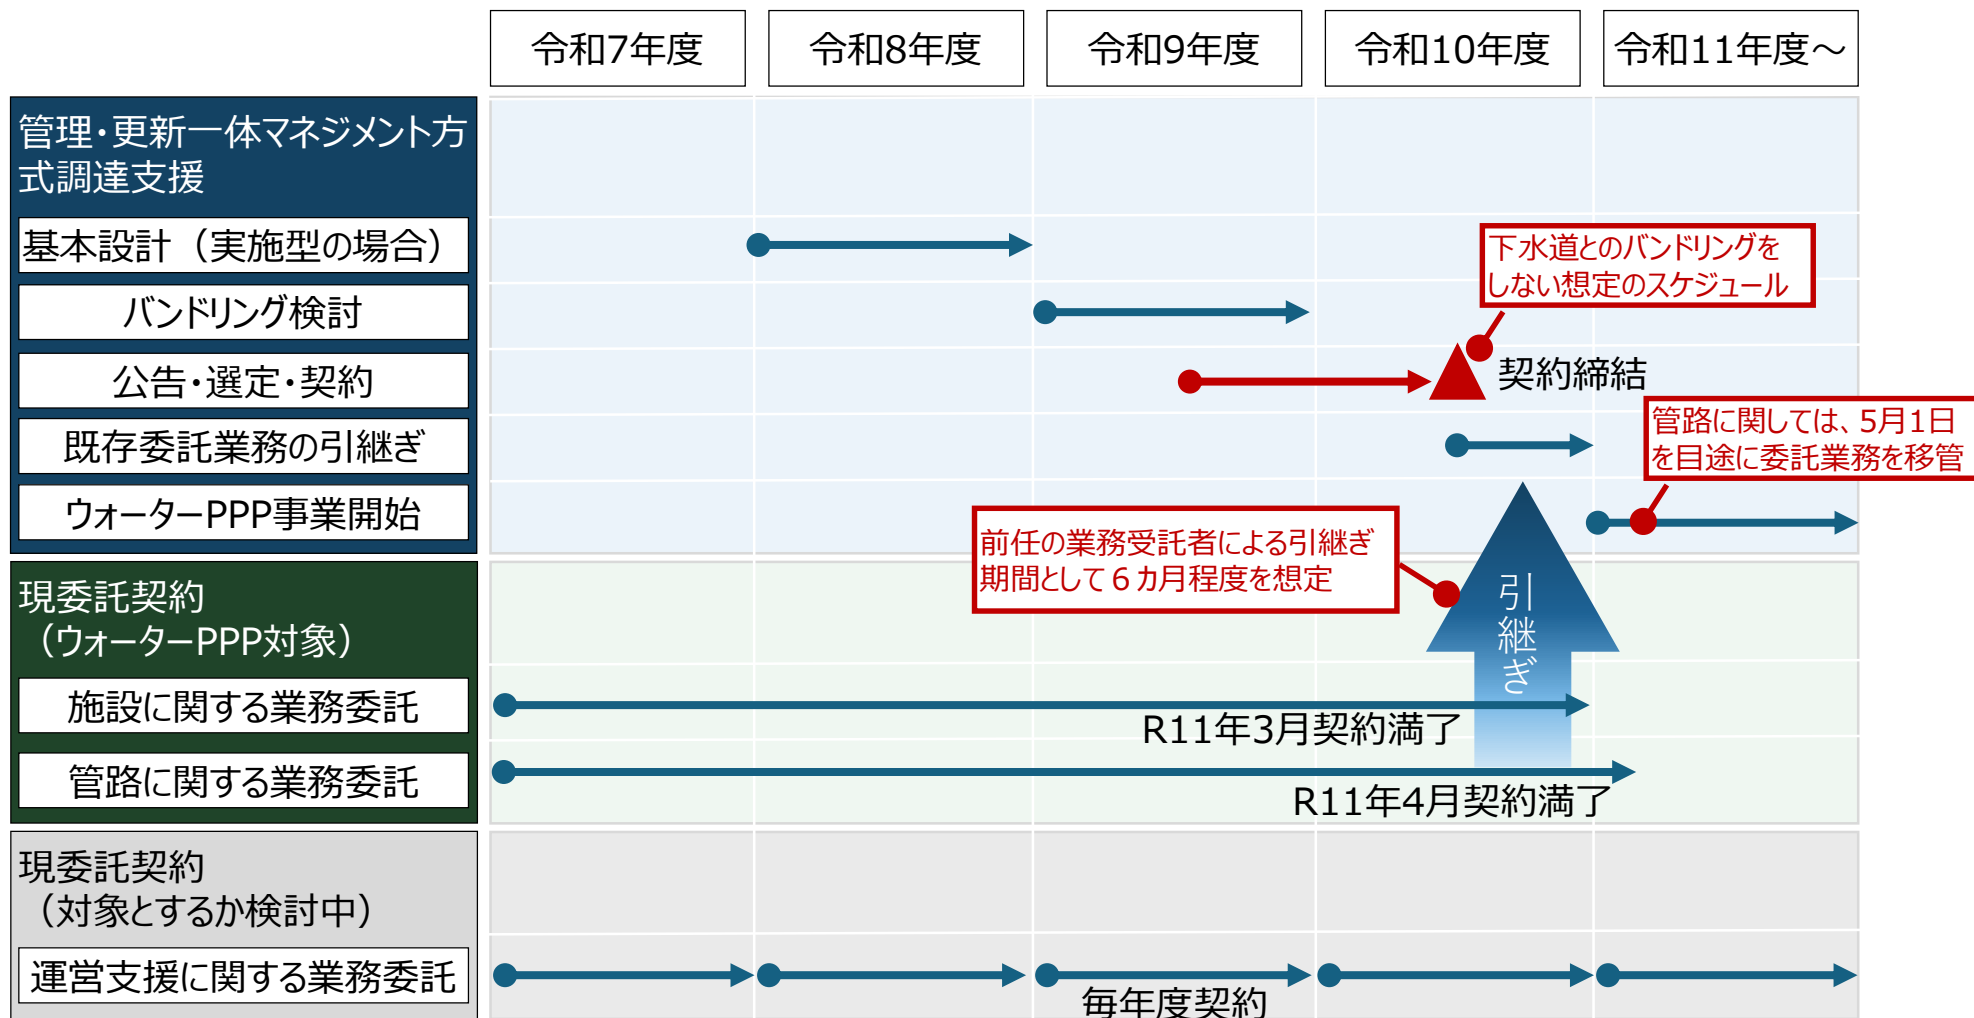 令和7年度
令和8年度
令和9年度
令和10年度
令和11年度～
管理・更新一体マネジメント方
式調達支援
基本設計（実施型の場合）
バンドリング検討
公告・選定・契約
既存委託業務の引継ぎ
ウォーターPPP事業開始
下水道とのバンドリングを
しない想定のスケジュール
契約締結
管路に関しては、5月1日
を目途に委託業務を移管
前任の業務受託者による引継ぎ
期間として６カ月程度を想定
引継ぎ
現委託契約
（ウォーターPPP対象）
施設に関する業務委託
R11年3月契約満了
管路に関する業務委託
R11年4月契約満了
現委託契約
（対象とするか検討中）
運営支援に関する業務委託
毎年度契約